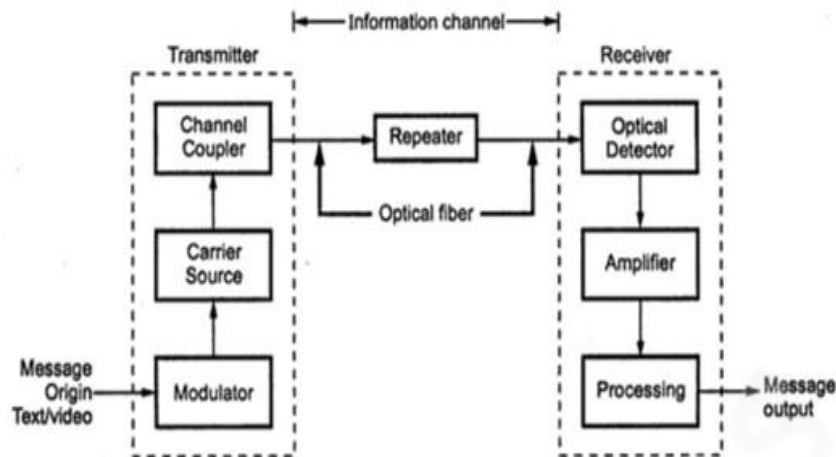 Information channel
Transmitter
Receiver
Channel
Coupler
Repeater
Optical
Detector
Optical fiber
Carrier
Source
Amplifier
Message
Origin
Text/video
Modulator
Processing
Message
output